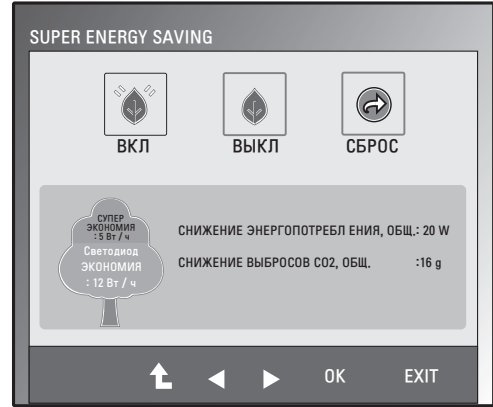 SUPER ENERGY SAVING
ВКЛ ВЫКЛ СБРОС
СУПЕР
ЭКОНОМИЯ
: 5 Вт / ч
Светодиод
ЭКОНОМИЯ
: 12 Вт / ч
СНИЖЕНИЕ ЭНЕРГОПОТРЕБЛ ЕНИЯ, ОБЩ.: 20 W
СНИЖЕНИЕ ВЫБРОСОВ СО2, ОБЩ. :16 g
OK EXIT